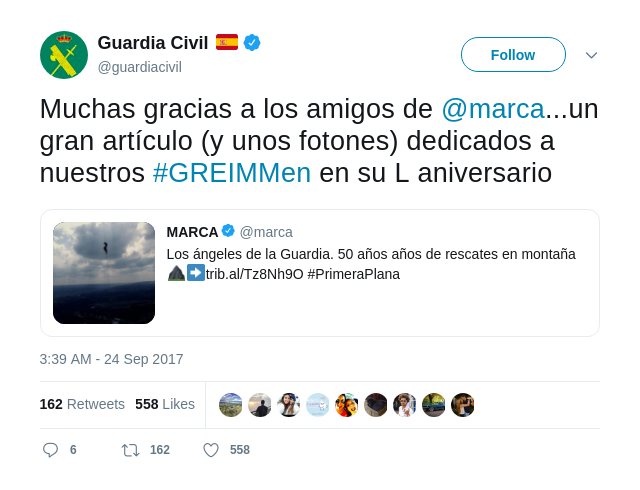 Guardia Civil
@guardiacivil
Follow
Muchas gracias a los amigos de @marca...un
gran artículo (y unos fotones) dedicados a
nuestros #GREIMMen en su L aniversario
MARCA @marca
Los ángeles de la Guardia. 50 años años de rescates en montaña
trib.al/Tz8Nh9O #PrimeraPlana
3:39 AM - 24 Sep 2017
162 Retweets 558 Likes
6 162 558